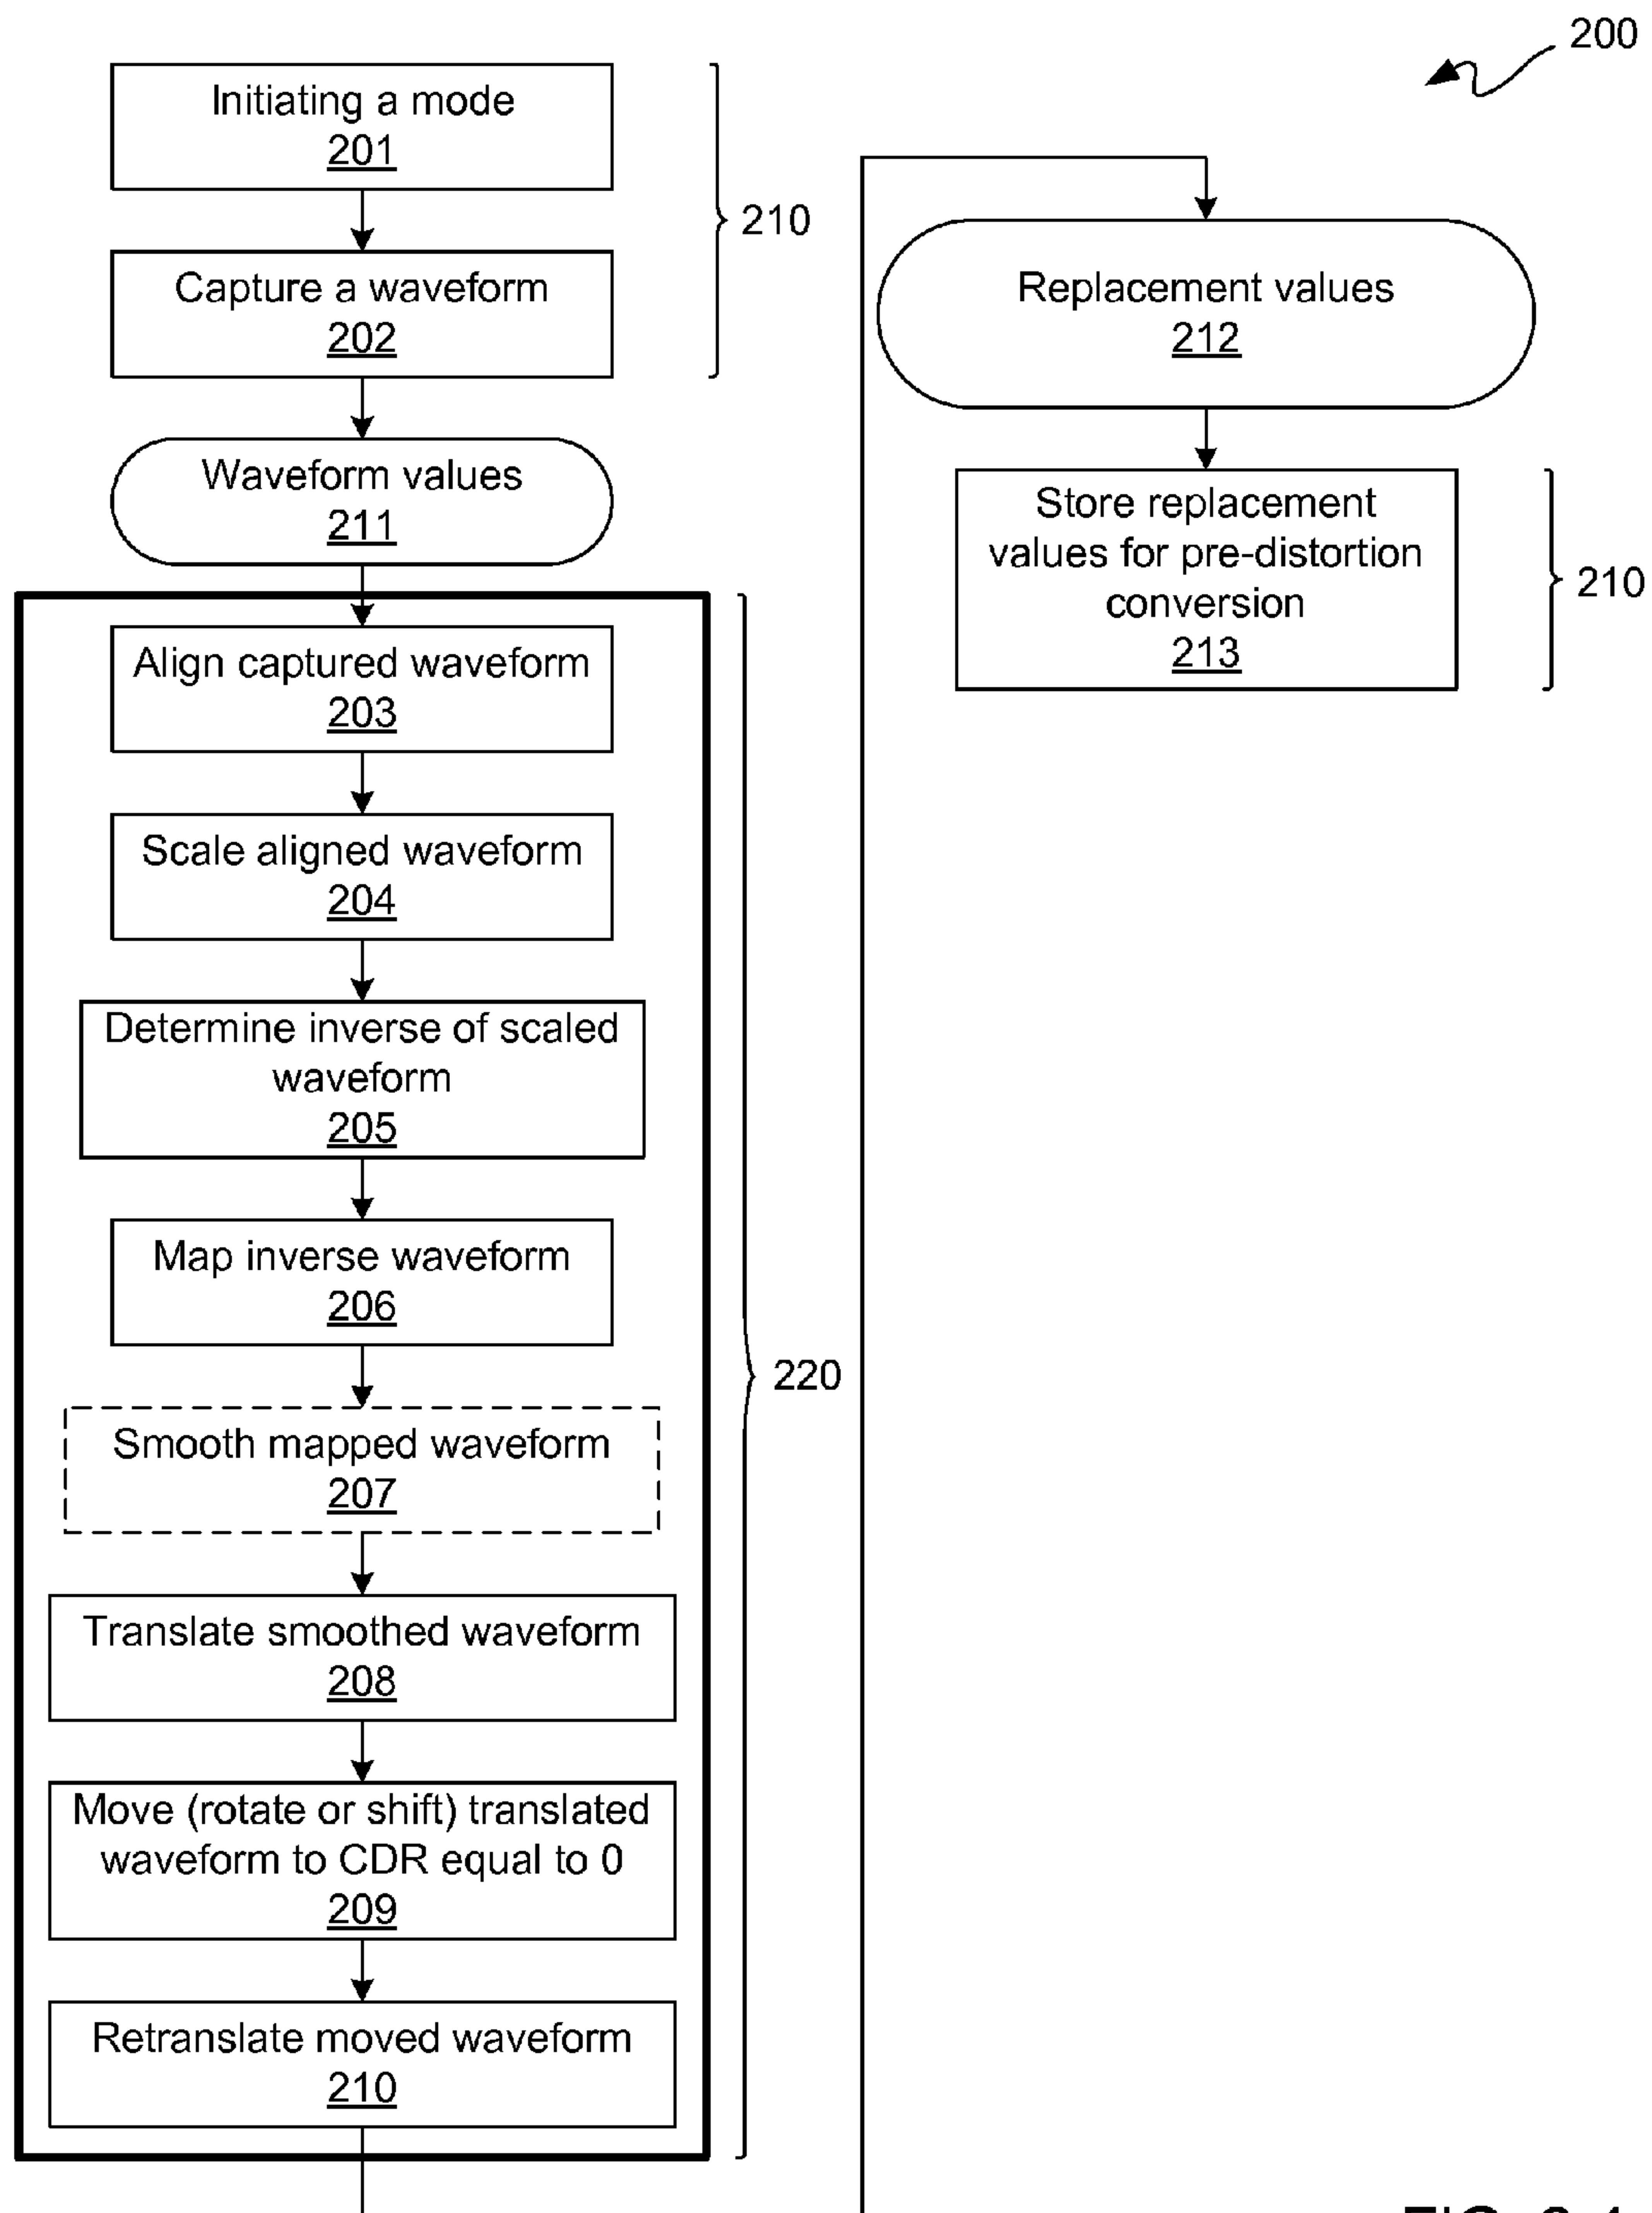 200
Initiating a mode
201
210
Capture a waveform
202
Waveform values
211
Align captured waveform
203
Scale aligned waveform
204
Determine inverse of scaled
waveform
205
Map inverse waveform
206
220
Smooth mapped waveform
207
Translate smoothed waveform
208
Move (rotate or shift) translated
waveform to CDR equal to 0
209
Retranslate moved waveform
210
Replacement values
212
Store replacement
values for pre-distortion
conversion
213
210